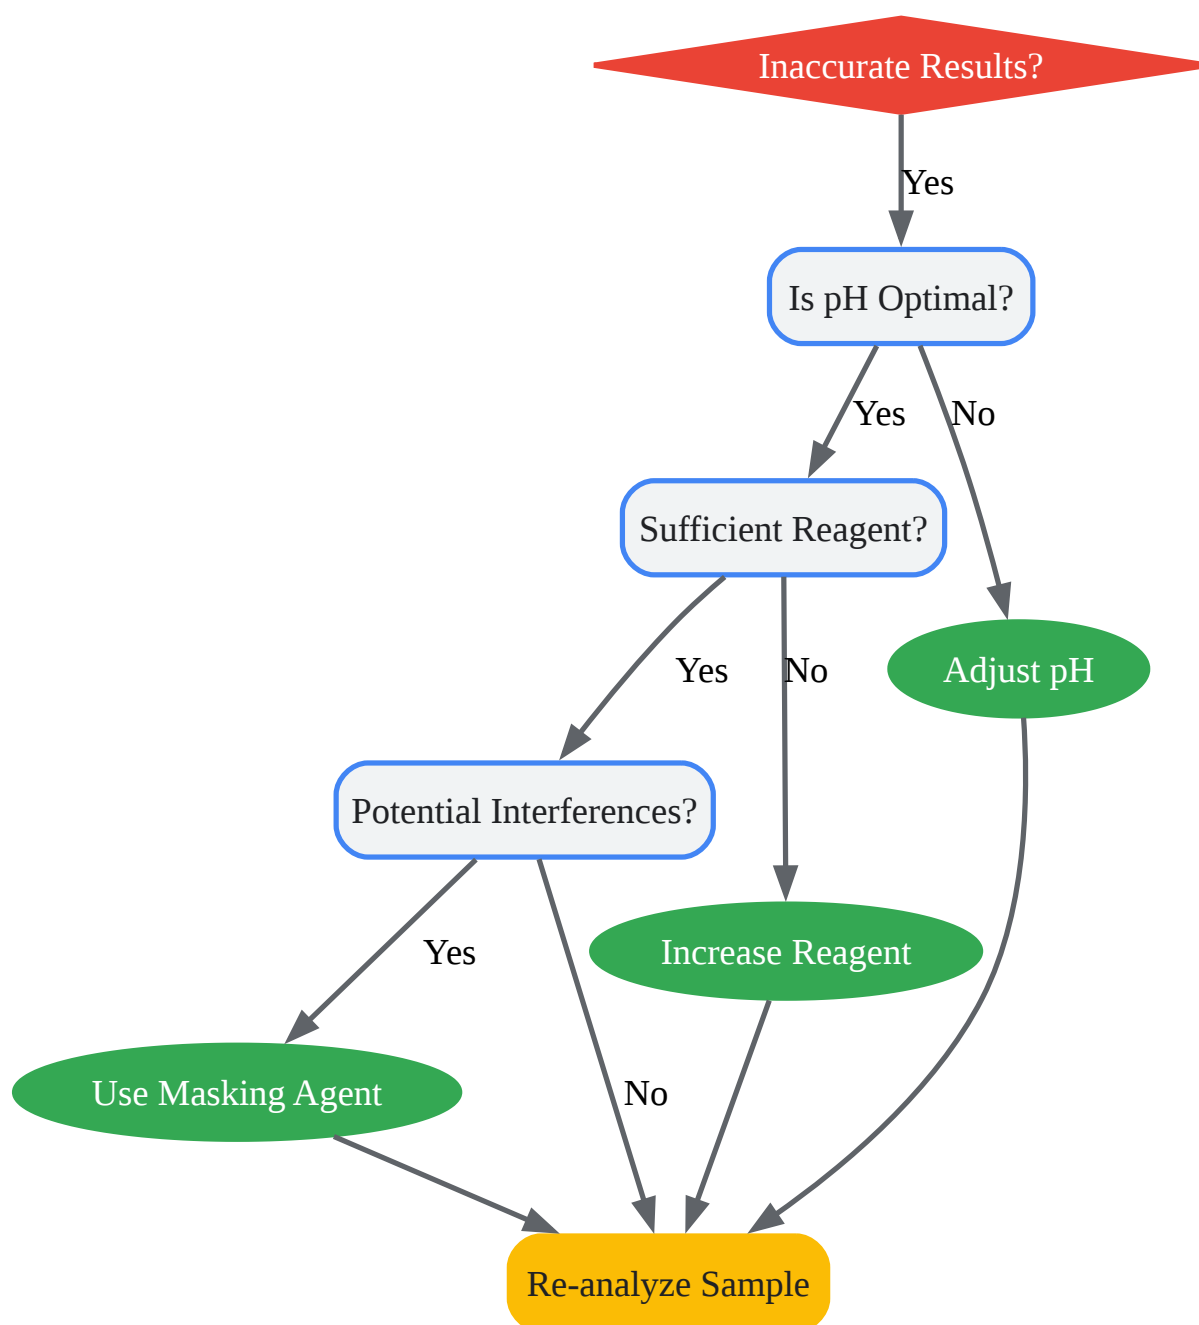 Inaccurate Results?
Yes
Is pH Optimal?
Yes
No
Sufficient Reagent?
Yes
No
Adjust pH
Potential Interferences?
Yes
Increase Reagent
Use Masking Agent
No
Re-analyze Sample